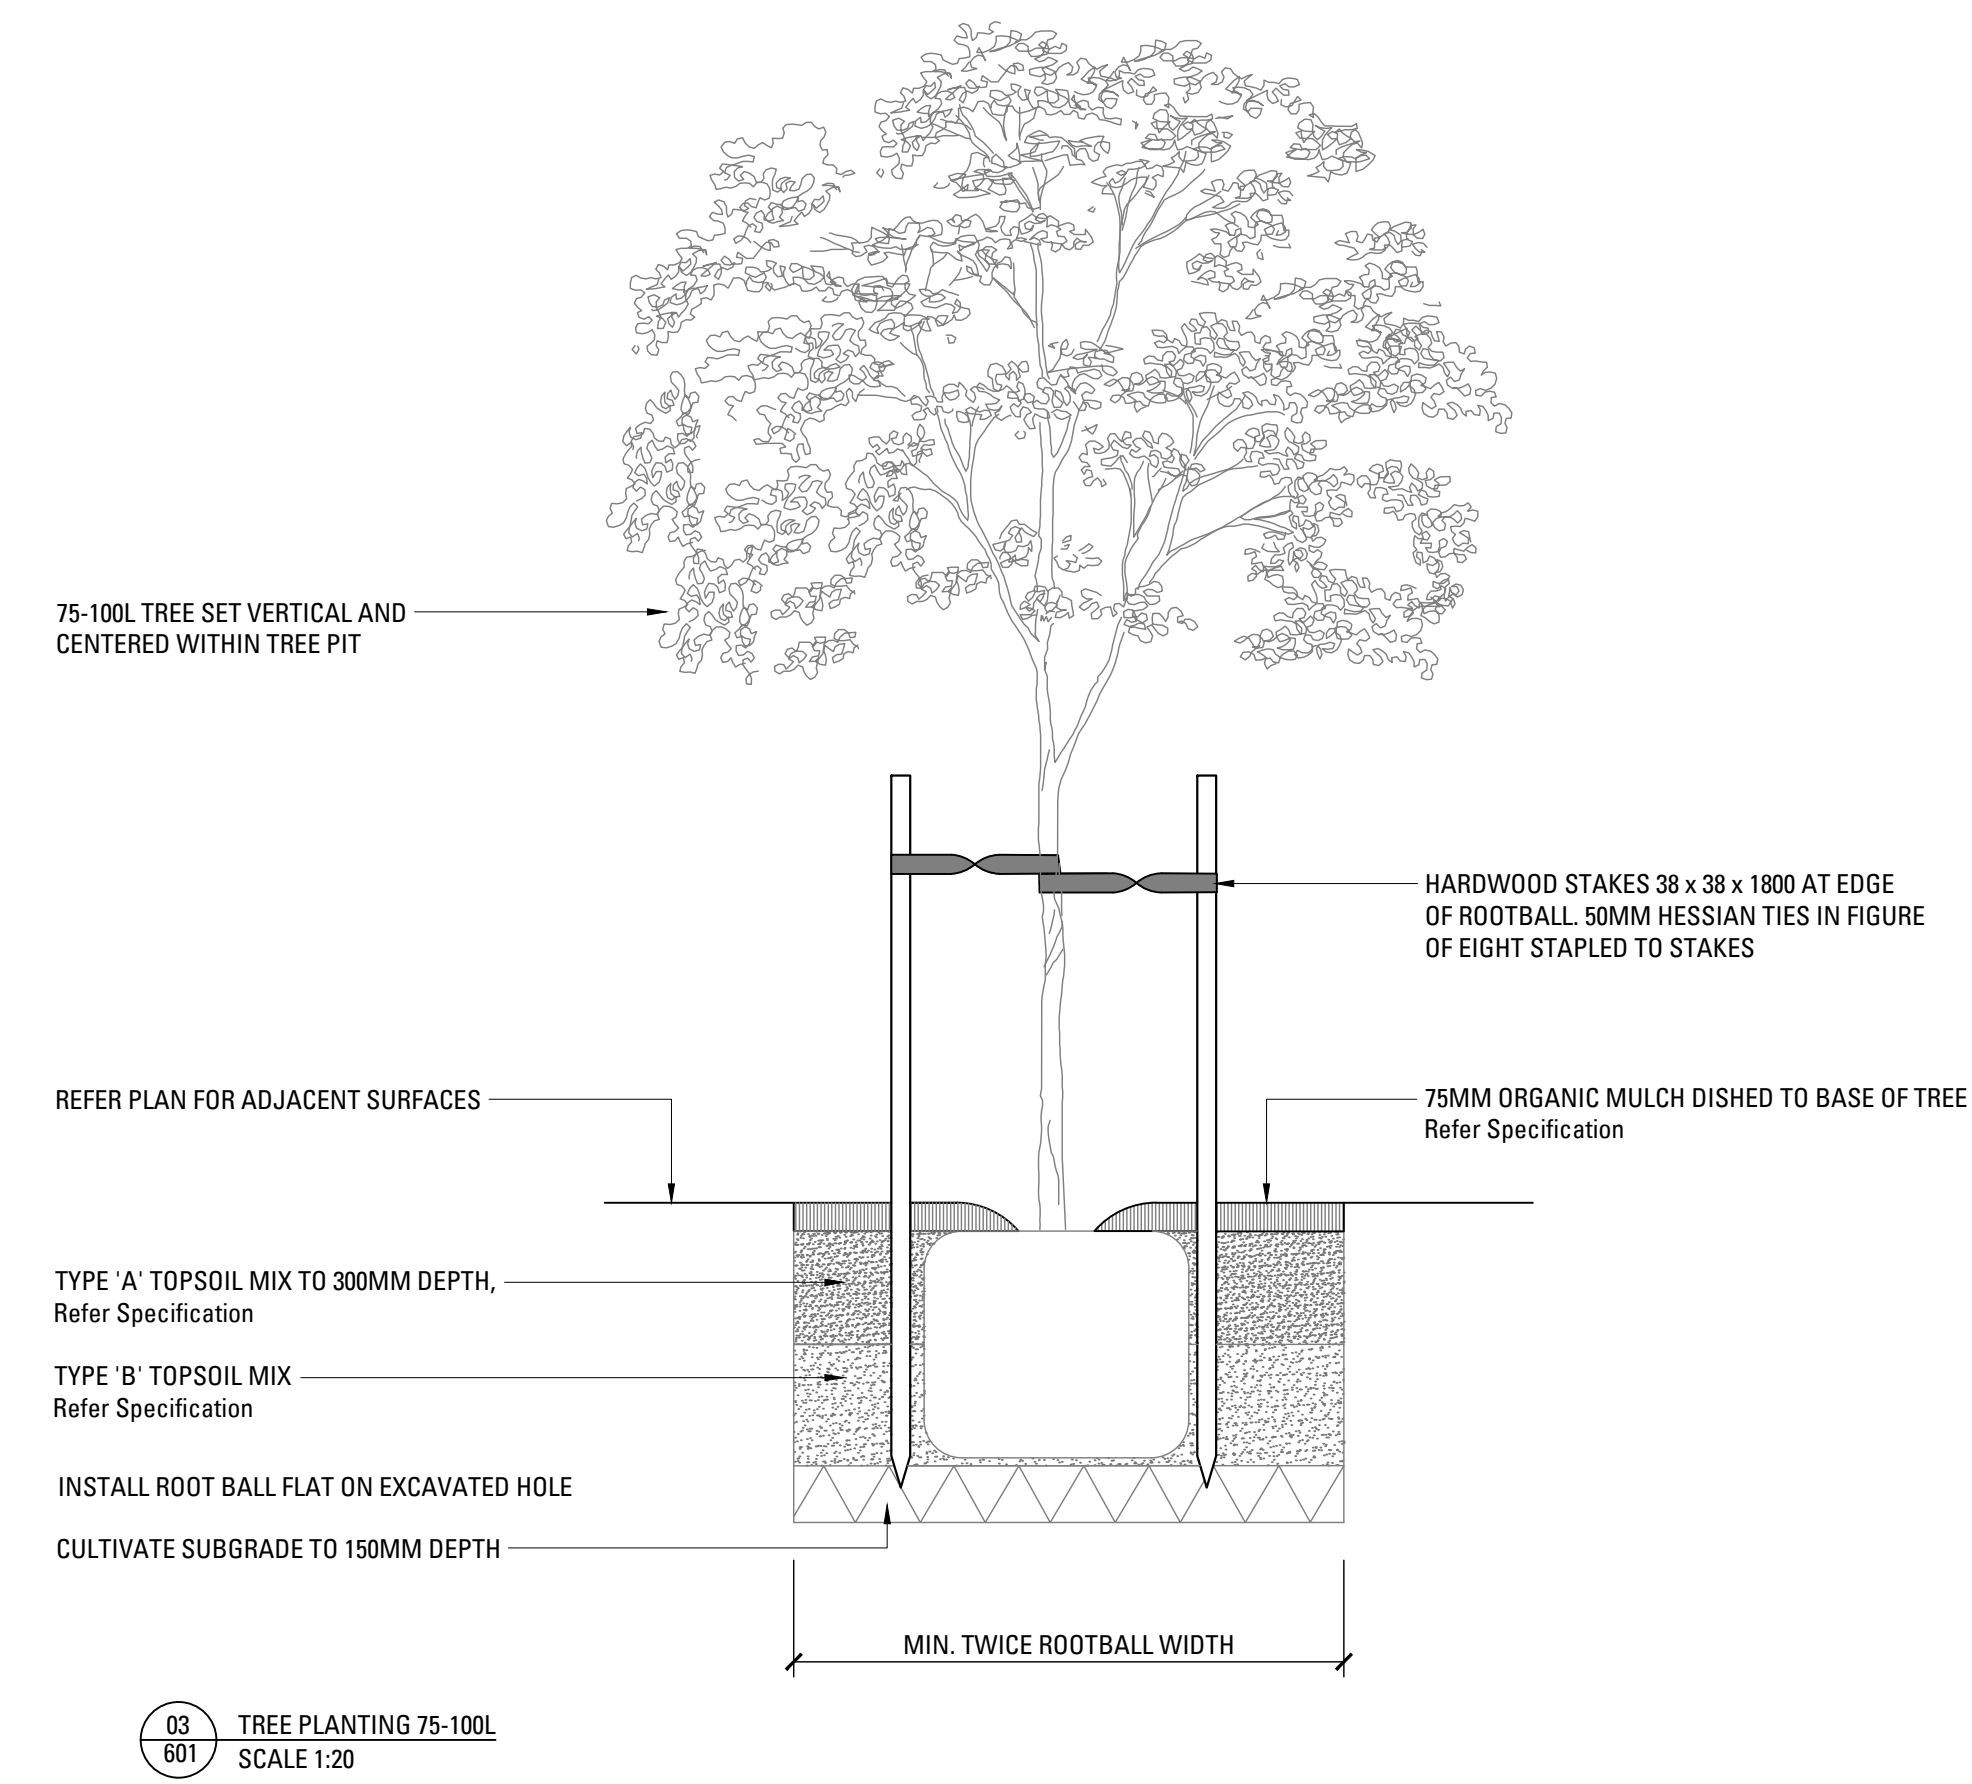 75-100L TREE SET VERTICAL AND
CENTERED WITHIN TREE PIT
HARDWOOD STAKES 38 x 38 x 1800 AT EDGE
OF ROOTBALL. 50MM HESSIAN TIES IN FIGURE
OF EIGHT STAPLED TO STAKES
REFER PLAN FOR ADJACENT SURFACES
75MM ORGANIC MULCH DISHED TO BASE OF TREE
Refer Specification
TYPE 'A' TOPSOIL MIX TO 300MM DEPTH,
Refer Specification
TYPE 'B' TOPSOIL MIX
Refer Specification
INSTALL ROOT BALL FLAT ON EXCAVATED HOLE
CULTIVATE SUBGRADE TO 150MM DEPTH
MIN. TWICE ROOTBALL WIDTH
03
601
TREE PLANTING 75-100L
SCALE 1:20